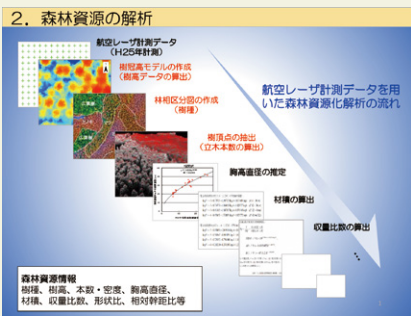 2．森林資源の解析
航空レーザ計測データ
（H25年計測）
樹冠高モデルの作成
（樹高データの算出）
林相区分図の作成
（樹種）
樹頂点の抽出
（立木本数の算出）
胸高直径の推定
材積の算出
収量比数の算出
航空レーザ計測データを用
いた森林資源化解析の流れ
森林資源情報
樹種、樹高、本数・密度、胸高直径、
材積、収量比数、形状比、相対幹距比等